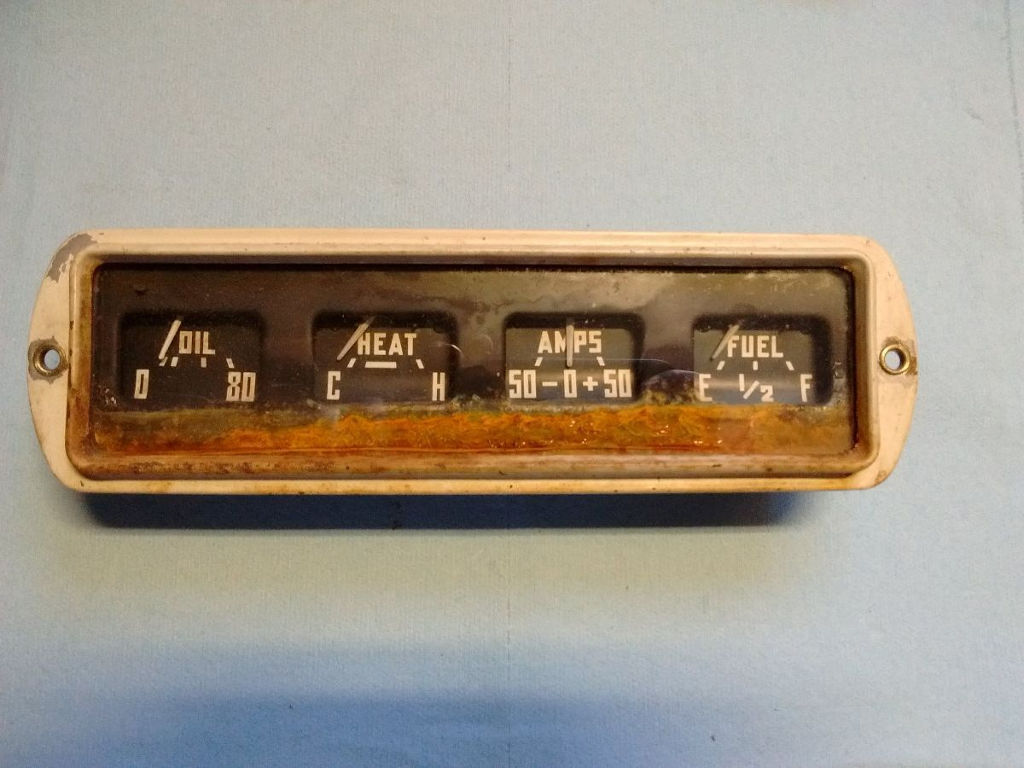 OIL
0 80
HEAT
C H
AMPS
50 - 0 + 50
FUEL
E 1/2 F